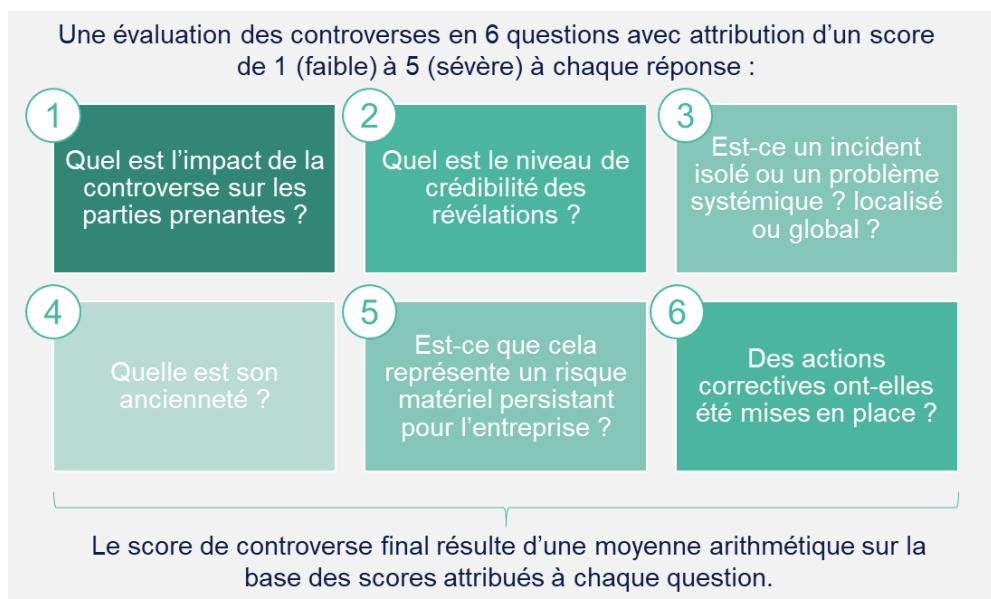 Une évaluation des controverses en 6 questions avec attribution d’un score
de 1 (faible) à 5 (sévère) à chaque réponse :
1
Quel est l’impact de la
controverse sur les
parties prenantes ?
2
Quel est le niveau de
crédibilité des
révélations ?
3
Est-ce un incident
isolé ou un problème
systémique ? localisé
ou global ?
4
Quelle est son
ancienneté ?
5
Est-ce que cela
représente un risque
matériel persistant
pour l’entreprise ?
6
Des actions
correctives ont-elles
été mises en place ?
Le score de controverse final résulte d’une moyenne arithmétique sur la
base des scores attribués à chaque question.